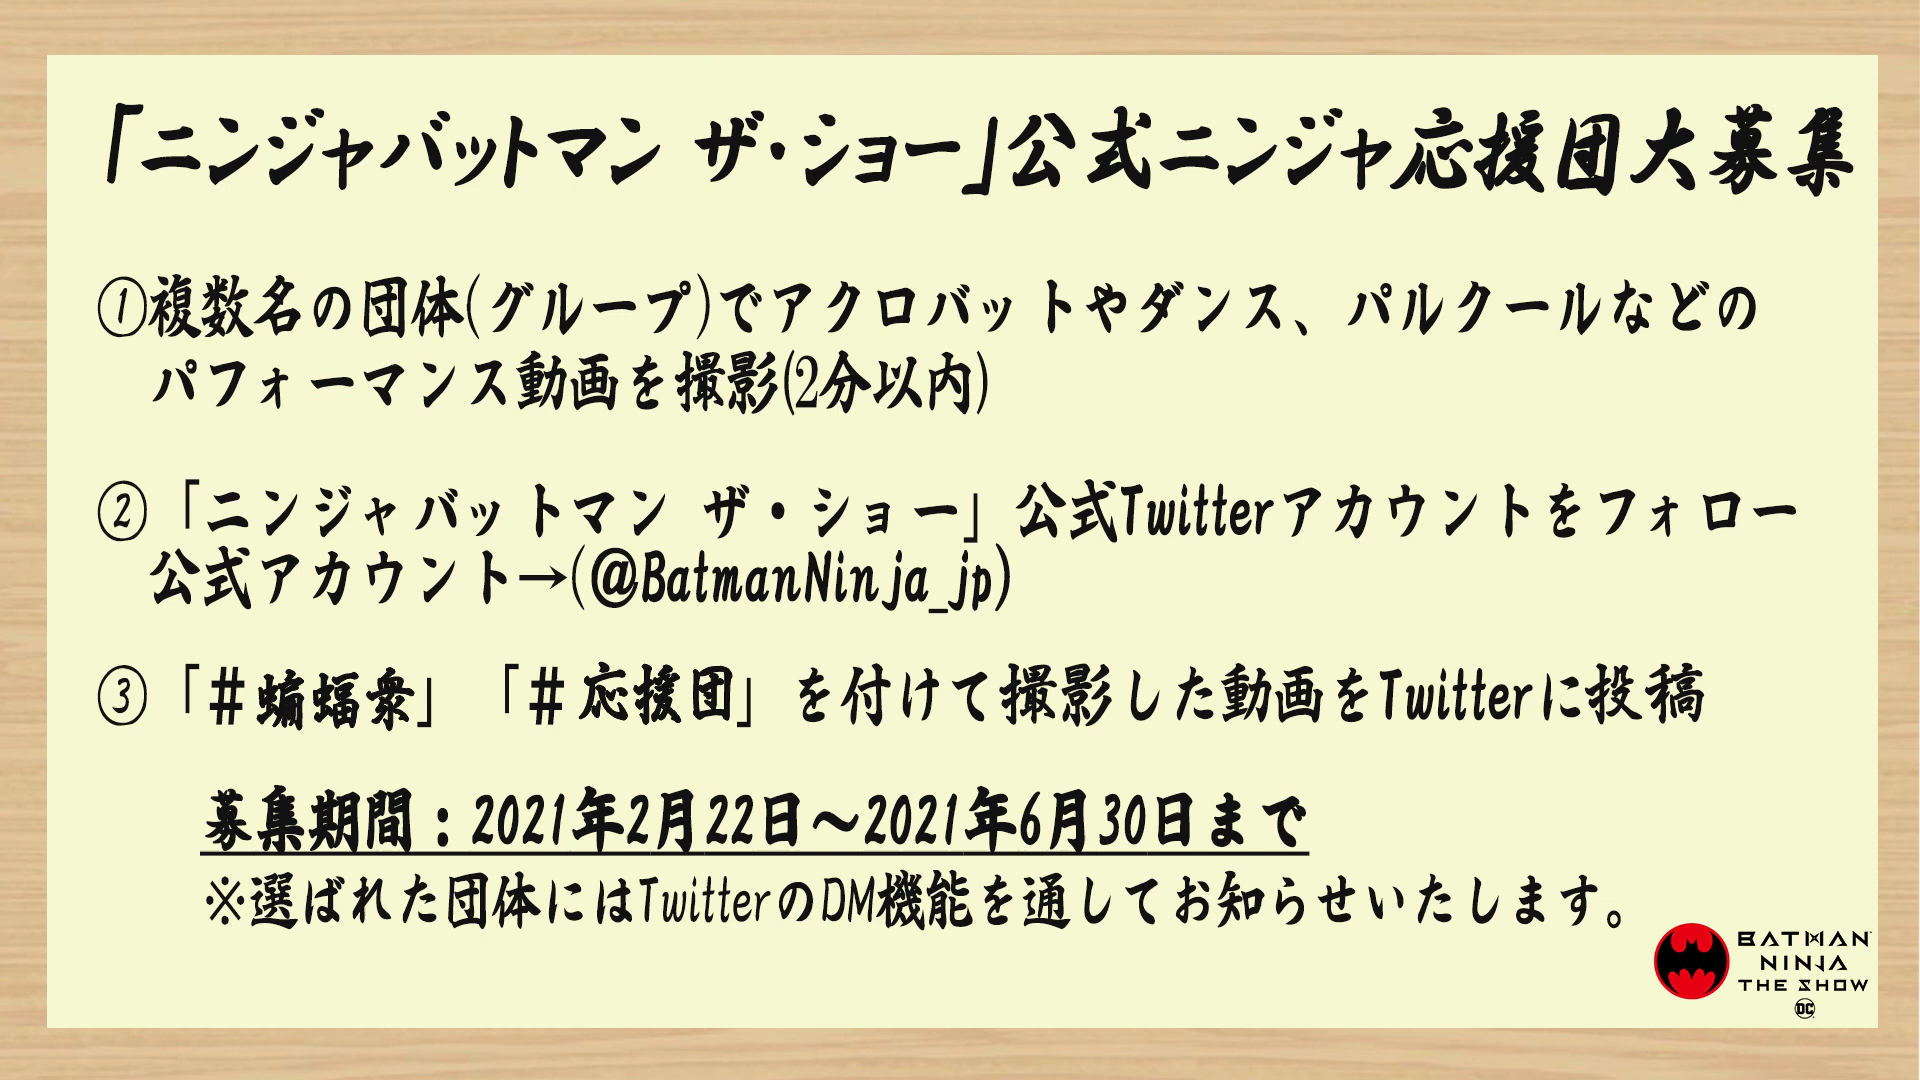 「ニンジャバットマン ザ・ショー」公式ニンジャ応援団大募集
①複数名の団体(グループ)でアクロバットやダンス、パルクールなどの
パフォーマンス動画を撮影(2分以内)
②「ニンジャバットマン ザ・ショー」公式Twitterアカウントをフォロー
公式アカウント→(@BatmanNinja_jp)
③「#蝙蝠衆」「#応援団」を付けて撮影した動画をTwitterに投稿
募集期間：2021年2月22日～2021年6月30日まで
※選ばれた団体にはTwitterのDM機能を通してお知らせいたします。
BATMAN
NINJA
THE SHOW
DC